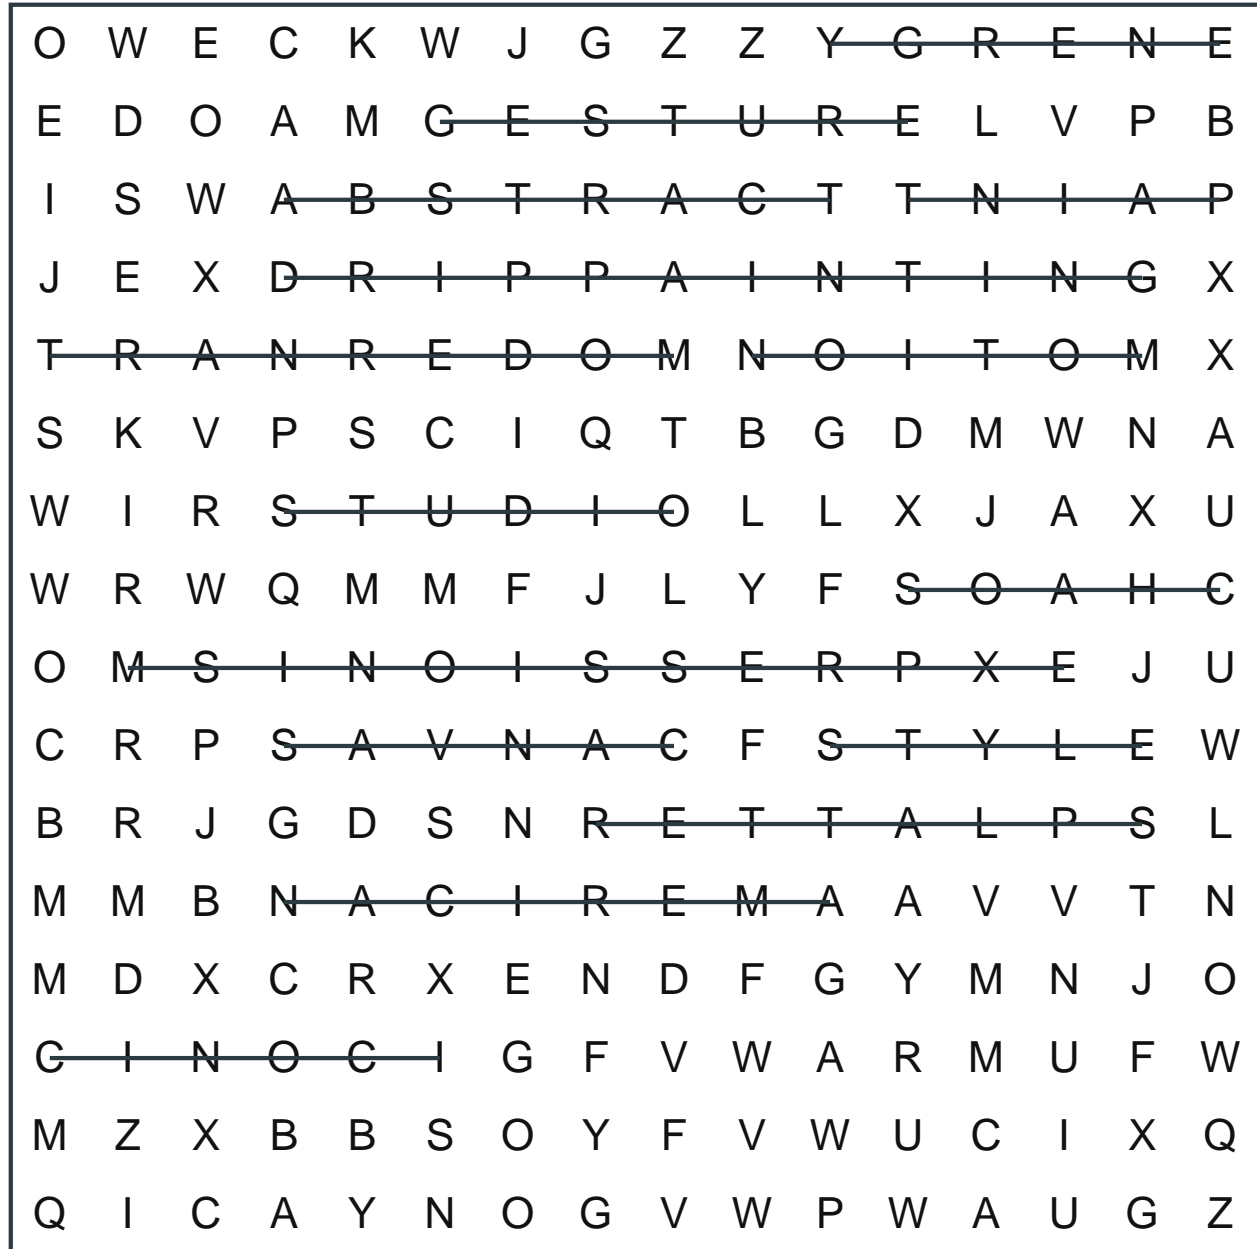 O W E C K W J G Z Z Y G R E N E
E D O A M G E S T U R E L V P B
I S W A B S T R A C T T N I A P
J E X D R I P P A I N T I N G X
T R A N R E D O M N O I T O M X
S K V P S C I Q T B G D M W N A
W I R S T U D I O L L X J A X U
W R W Q M M F J L Y F S O A H C
O M S I N O I S S E R P X E J U
C R P S A V N A C F S T Y L E W
B R J G D S N R E T T A L P S L
M M B N A C I R E M A A V V T N
M D X C R X E N D F G Y M N J O
C I N O C I G F V W A R M U F W
M Z X B B S O Y F V W U C I X Q
Q I C A Y N O G V W P W A U G Z